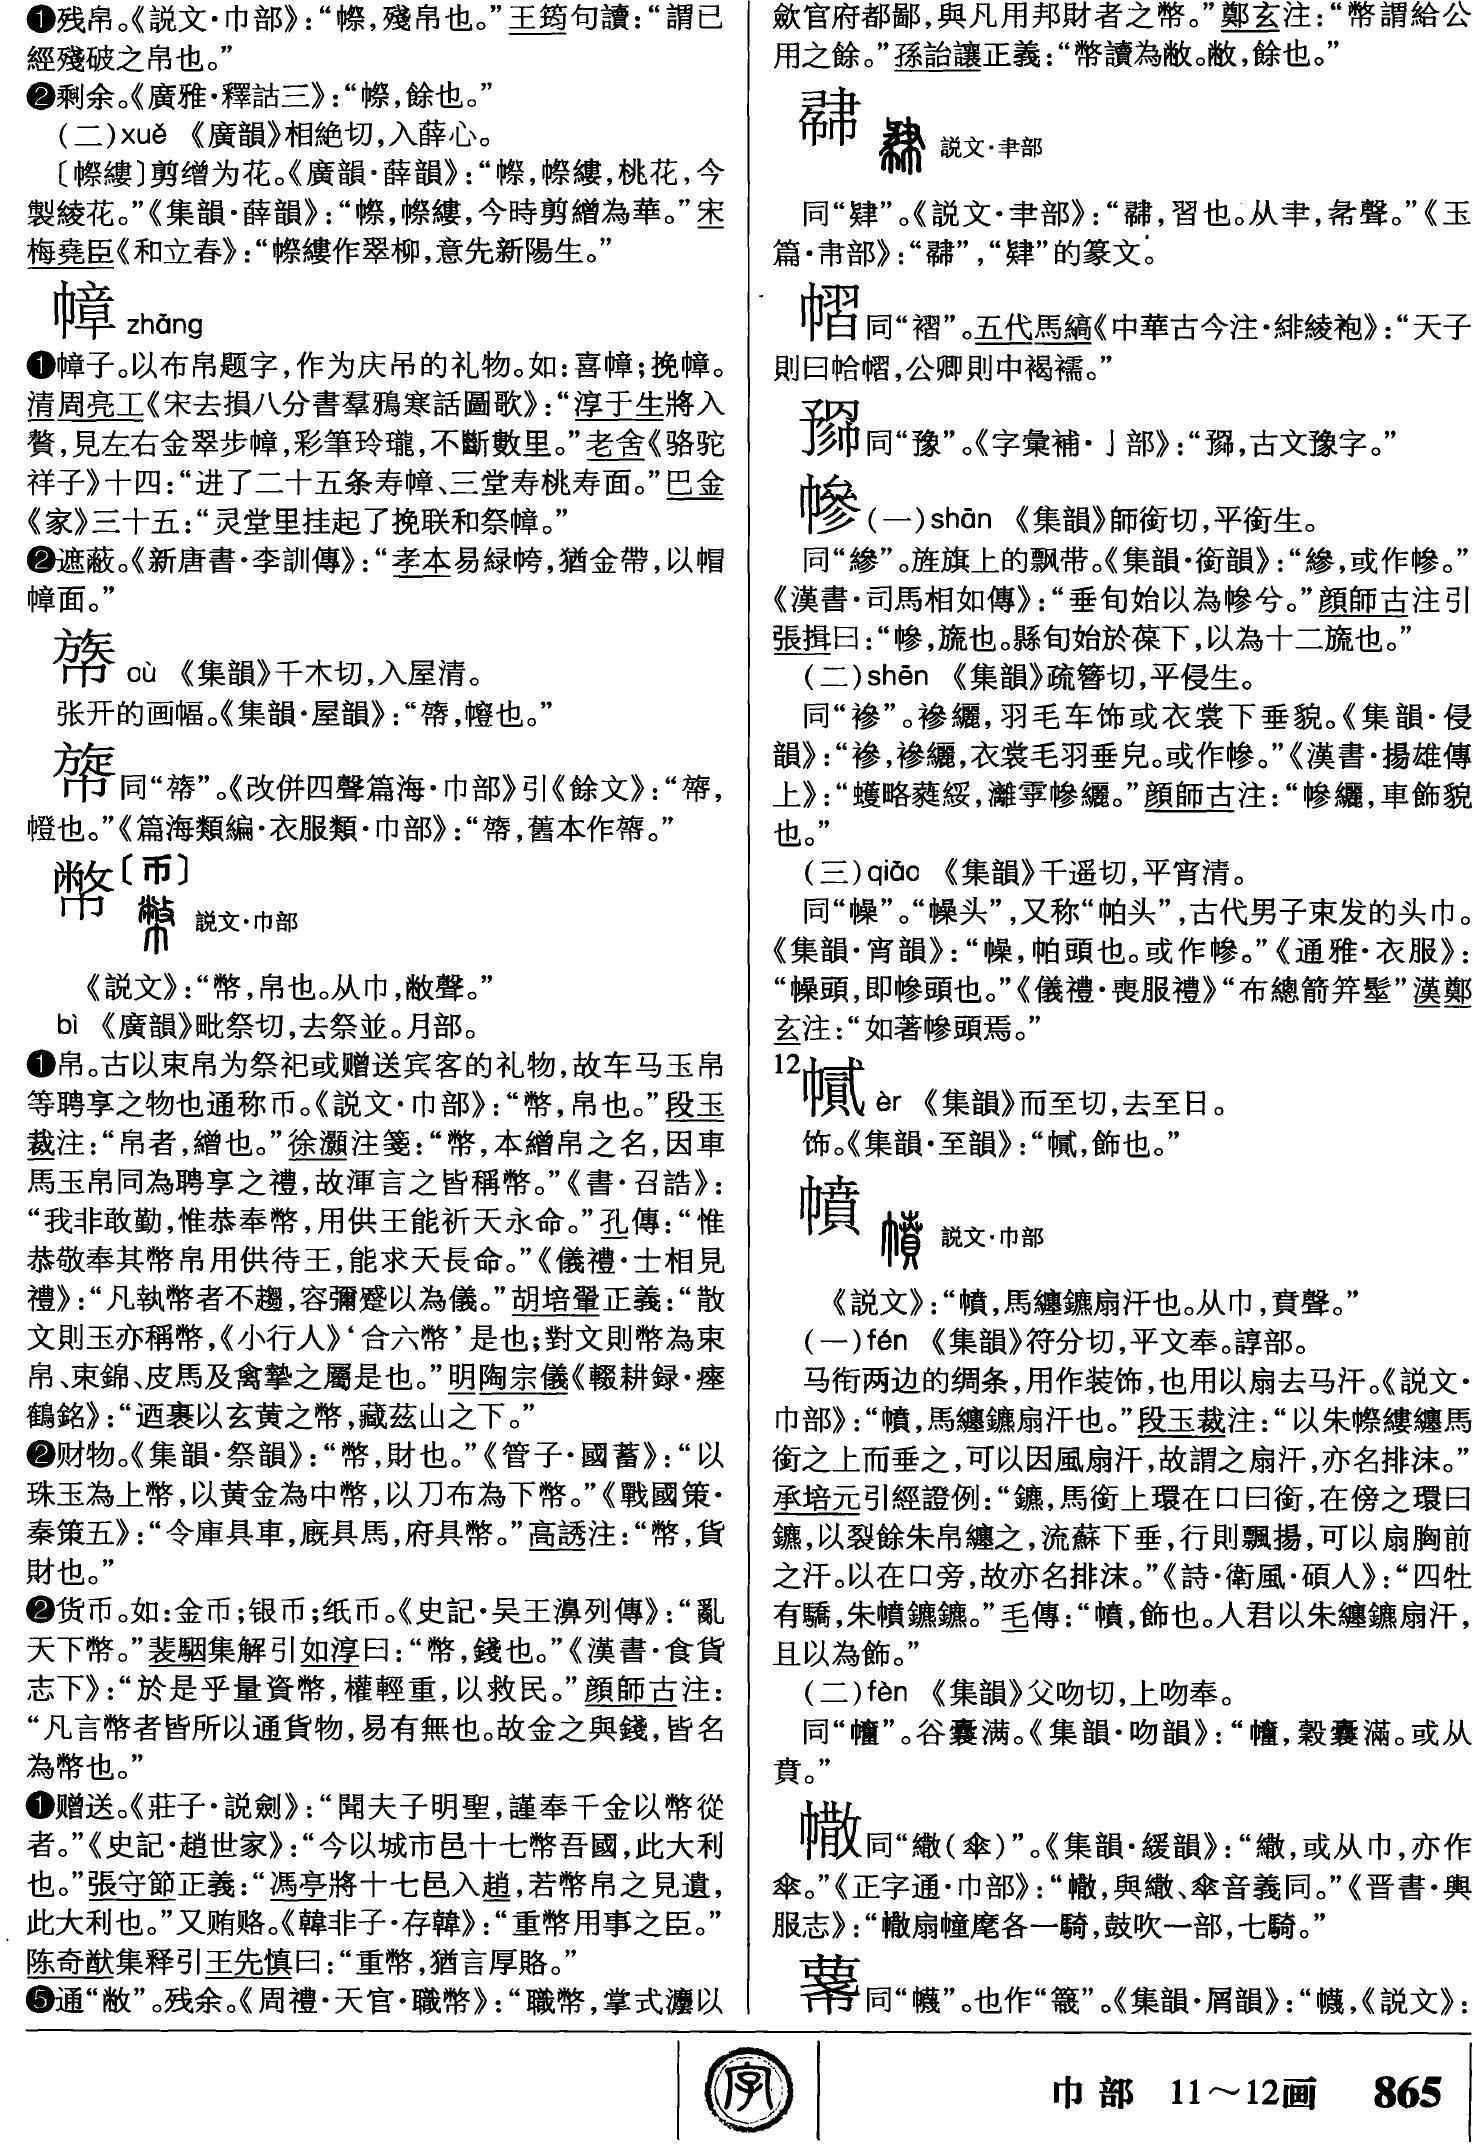 ❶残帛。《説文·巾部》：“幤，殘帛也。”王筠句讀：“謂已
經殘破之帛也。”
❷剩余。《廣雅·釋詁三》：“㡜，餘也。”
（二）xuě 《廣韻》相絶切，入薛心。
〔㡜縷〕剪缯为花。《廣韻·薛韻》：“㡜，㡜縷，桃花，今
製綾花。”《集韻·薛韻》：“㡜，㡜縷，今時剪繒為華。”宋
梅堯臣《和立春》：“㡜縷作翠柳，意先新陽生。”
幛 zhāng
❶幛子。以布帛题字，作为庆吊的礼物。如：喜幛；挽幛。
清周亮工《宋去損八分書羣鴉寒話圖歌》：“淳于生將入
贅，見左右金翠步幛，彩筆玲瓏，不斷數里。”老舍《骆驼
祥子》十四：“进了二十五条寿幛、三堂寿桃寿面。”巴金
《家》三十五：“灵堂里挂起了挽联和祭幛。”
❷遮蔽。《新唐書·李訓傳》：“孝本易緑帢，猶金帶，以帽
幛面。”
cù 《集韻》千木切，入屋清。
张开的画幅。《集韻·屋韻》：“，㡧也。”
同“”。《改併四聲篇海·巾部》引《餘文》：“，
㡧也。”《篇海類編·衣服類·巾部》：“，舊本作。”
幣〔币〕 説文·巾部
《説文》：“幣，帛也。从巾，敝聲。”
bì 《廣韻》毗祭切，去祭並。月部。
❶帛。古以束帛为祭祀或赠送宾客的礼物，故车马玉帛
等聘享之物也通称币。《説文·巾部》：“幣，帛也。”段玉
裁注：“帛者，繒也。”徐灝注箋：“幣，本繒帛之名，因車
馬玉帛同為聘享之禮，故渾言之皆稱幣。”《書·召誥》：
“我非敢勤，惟恭奉幣，用供王能祈天永命。”孔傳：“惟
恭敬奉其幣帛用供待王，能求天長命。”《儀禮·士相見
禮》：“凡執幣者不趨，容彌蹙以為儀。”胡培翬正義：“散
文則玉亦稱幣，《小行人》‘合六幣’是也；對文則幣為束
帛、束錦、皮馬及禽摯之屬是也。”明陶宗儀《輟耕録·瘞
鶴銘》：“迺裹以玄黄之幣，藏茲山之下。”
❷财物。《集韻·祭韻》：“幣，財也。”《管子·國蓄》：“以
珠玉為上幣，以黄金為中幣，以刀布為下幣。”《戰國策·
秦策五》：“令庫具車，廐具馬，府具幣。”高誘注：“幣，貨
財也。”
❷货币。如：金币；银币；纸币。《史記·吴王濞列傳》：“亂
天下幣。”裴駰集解引如淳曰：“幣，錢也。”《漢書·食貨
志下》：“於是乎量資幣，權輕重，以救民。”顔師古注：
“凡言幣者皆所以通貨物，易有無也。故金之與錢，皆名
為幣也。”
❶赠送。《莊子·説劍》：“聞夫子明聖，謹奉千金以幣從
者。”《史記·趙世家》：“今以城市邑十七幣吾國，此大利
也。”張守節正義：“馮亭將十七邑入趙，若幣帛之見遺，
此大利也。”又贿赂。《韓非子·存韓》：“重幣用事之臣。”
陈奇猷集释引王先慎曰：“重幣，猶言厚賂。”
❺通“敝”。残余。《周禮·天官·職幣》：“職幣，掌式灋以
斂官府都鄙，與凡用邦財者之幣。”鄭玄注：“幣謂給公
用之餘。”孫詒讓正義：“幣讀為敝。敝，餘也。”
説文·㣇部
同“肄”。《説文·聿部》：“，習也。从聿，㣇聲。”《玉
篇·聿部》：“”，“肄”的篆文。
㠇同“褶”。五代馬縞《中華古今注·緋綾袍》：“天子
則曰帢㠇，公卿則中褐襦。”
同“豫”。《字彙補·亅部》：“，古文豫字。”
幓（一）shān 《集韻》師銜切，平銜生。
同“縿”。旌旗上的飘带。《集韻·銜韻》：“縿，或作幓。”
《漢書·司馬相如傳》：“垂旬始以為幓兮。”顔師古注引
張揖曰：“幓，旒也。縣旬始於葆下，以為十二旒也。”
（二）shēn 《集韻》疏簪切，平侵生。
同“襂”。襂纚，羽毛车饰或衣裳下垂貌。《集韻·侵
韻》：“襂，襂纚，衣裳毛羽垂皃。或作幓。”《漢書·揚雄傳
上》：“蠖略蕤綏，灕虖幓纚。”顔師古注：“幓纚，車飾貌
也。”
（三）qiāo 《集韻》千遥切，平宵清。
同“幧”。“幧头”，又称“帕头”，古代男子束发的头巾。
《集韻·宵韻》：“幧，帕頭也。或作幓。”《通雅·衣服》：
“幧頭，即幓頭也。”《儀禮·喪服禮》“布總箭笄髽”漢鄭
玄注：“如著幓頭焉。”
12 㡪 èr 《集韻》而至切，去至日。
饰。《集韻·至韻》：“㡪，飾也。”
幩 説文·巾部
《説文》：“幩，馬纏鑣扇汗也。从巾，賁聲。”
（一）fén 《集韻》符分切，平文奉。諄部。
马衔两边的绸条，用作装饰，也用以扇去马汗。《説文·
巾部》：“幩，馬纏鑣扇汗也。”段玉裁注：“以朱㡜縷纏馬
銜之上而垂之，可以因風扇汗，故謂之扇汗，亦名排沫。”
承培元引經證例：“鑣，馬銜上環在口曰銜，在傍之環曰
鑣，以裂餘朱帛纏之，流蘇下垂，行則飄揚，可以扇胸前
之汗。以在口旁，故亦名排沫。”《詩·衛風·碩人》：“四牡
有驕，朱幩鑣鑣。”毛傳：“幩，飾也。人君以朱纏鑣扇汗，
且以為飾。”
（二）fèn 《集韻》父吻切，上吻奉。
同“”。谷囊满。《集韻·吻韻》：“，穀囊滿。或从
賁。”
㡠同“繖（傘）”。《集韻·緩韻》：“繖，或从巾，亦作
傘。”《正字通·巾部》：“㡠，與繖、傘音義同。”《晋書·輿
服志》：“㡠扇幢麾各一騎，鼓吹一部，七騎。”
同“幭”。也作“”。《集韻·屑韻》：“幭，《説文》：
字
巾部 11～12画 865